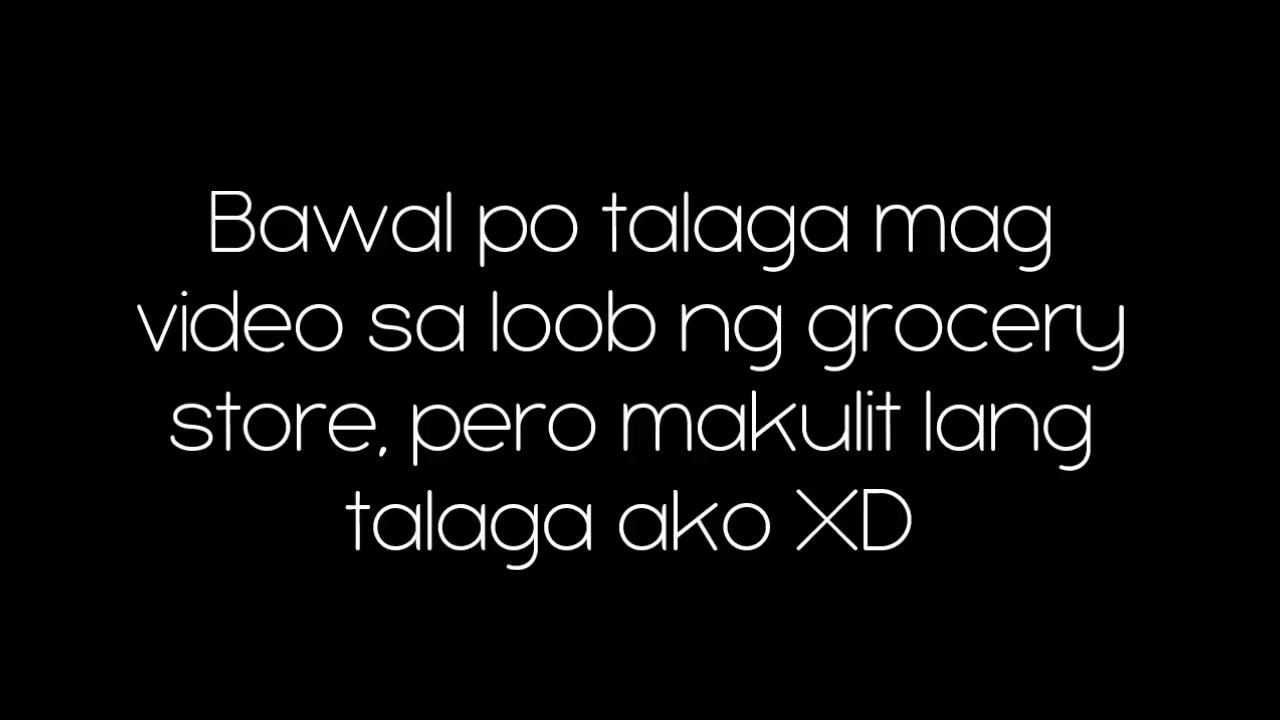 Bawal po talaga mag
video sa loob ng grocery
store, pero makulit lang
talaga ako XD